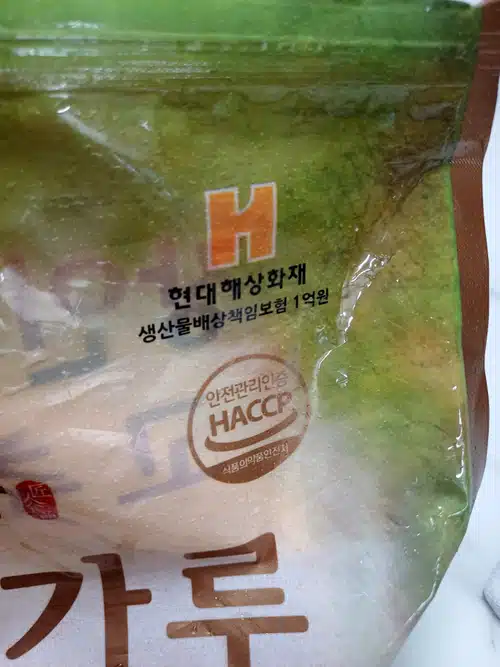 H
현대해상화재
생산물배상책임보험 1억원
안전관리인증
HACCP
식품의약품안전처
匠
가루